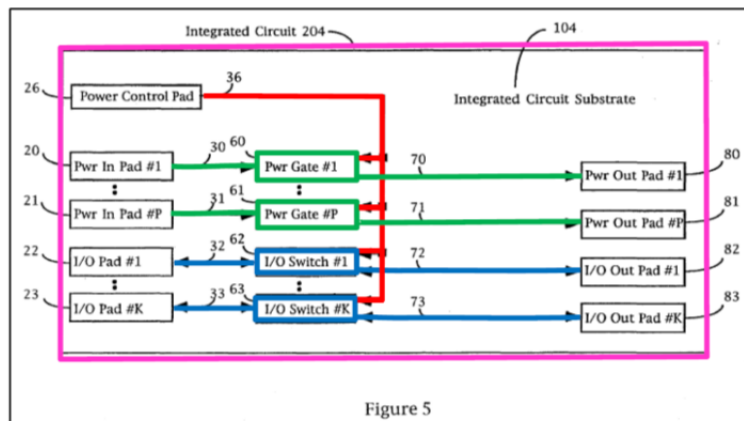 Integrated Circuit 204
104
26
Power Control Pad
36
Integrated Circuit Substrate
20
Pwr In Pad #1
30
60
Pwr Gate #1
70
Pwr Out Pad #1
80
21
Pwr In Pad #P
31
61
Pwr Gate #P
71
Pwr Out Pad #P
81
22
I/O Pad #1
32
62
I/O Switch #1
72
I/O Out Pad #1
82
23
I/O Pad #K
33
63
I/O Switch #K
73
I/O Out Pad #K
83
Figure 5